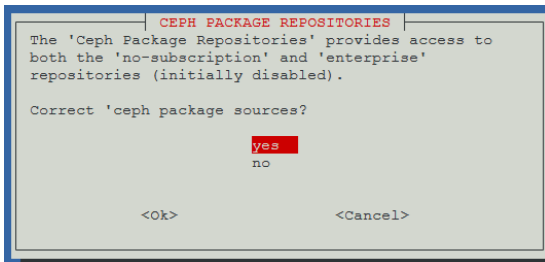 CEPH PACKAGE REPOSITORIES
The 'Ceph Package Repositories' provides access to
both the 'no-subscription' and 'enterprise'
repositories (initially disabled).
Correct 'ceph package sources?
yes
no
<Ok> <Cancel>